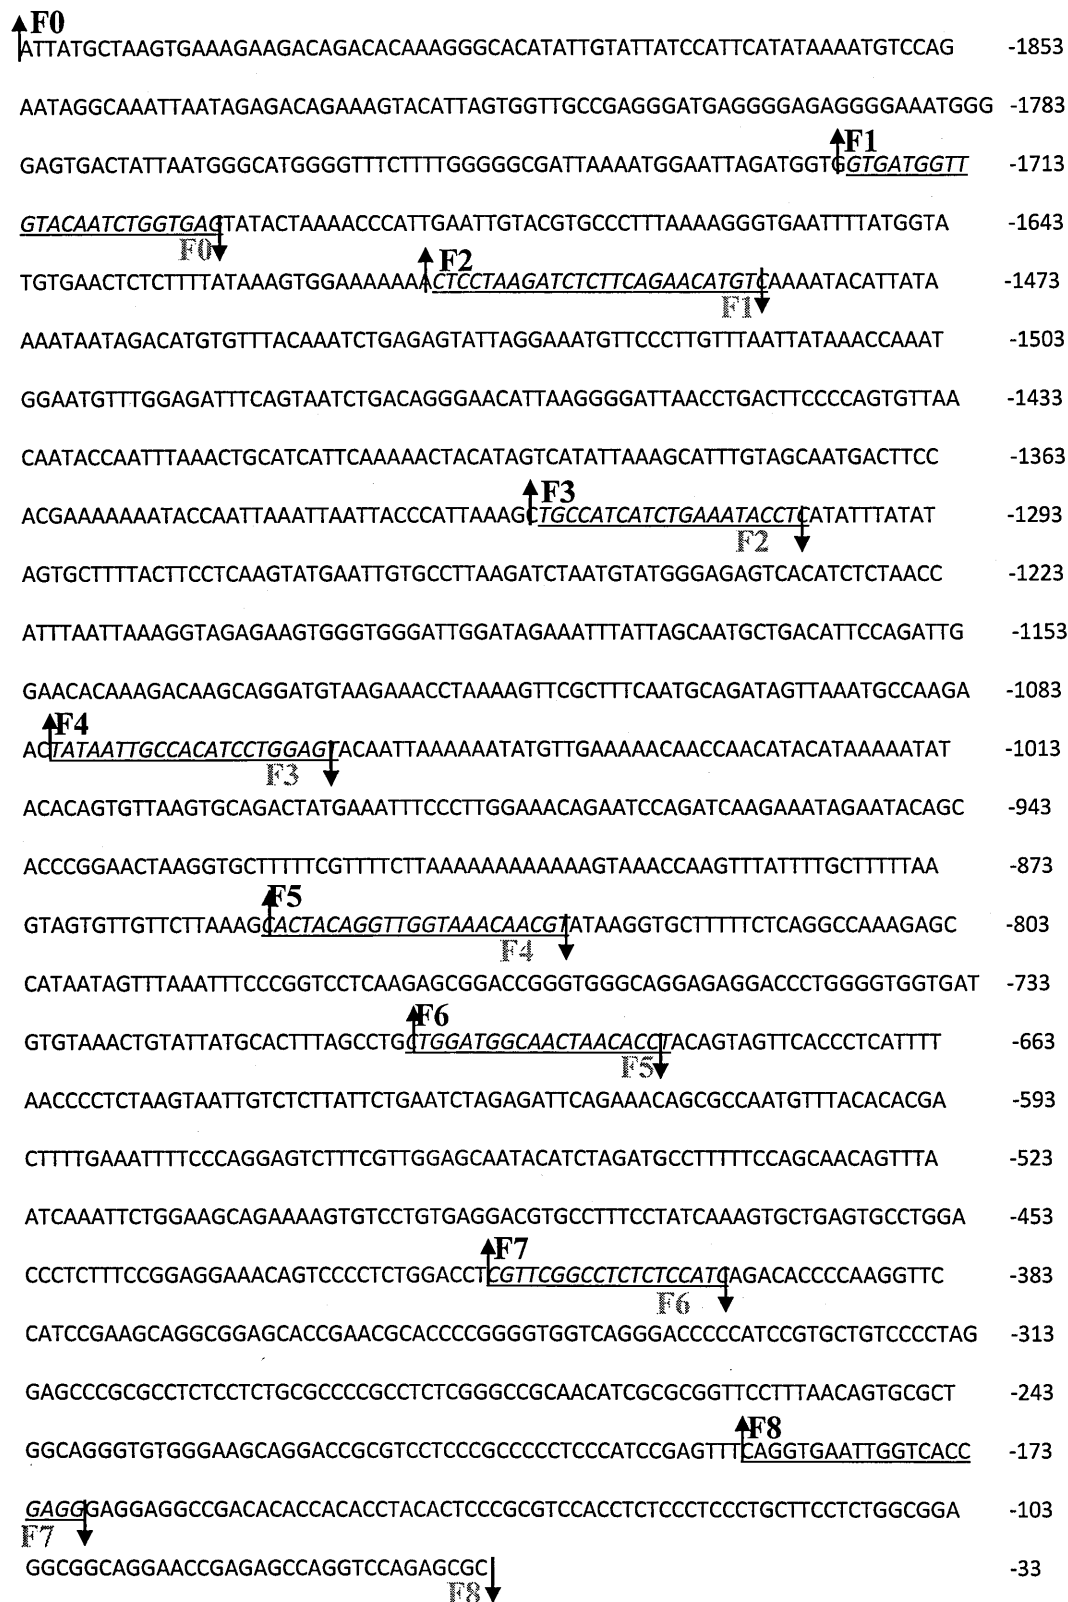 F0
ATTATGCTAAGTGAAAGAAGACAGACACAAAGGGCACATATTGTATTATCCATTCATATAAAATGTCCAG -1853
AATAGGCAAATTAATAGAGACAGAAAGTACATTAGTGGTTGCCGAGGGATGAGGGGAGAGGGGAAATGGG -1783
F1
GAGTGACTATTAATGGGCATGGGGTTTCTTTTGGGGGCGATTAAAATGGAATTAGATGGTGGTGATGGTT -1713
GTACAATCTGGTGAGTATACTAAAACCCATTGAATTGTACGTGCCCTTTAAAAGGGTGAATTTTATGGTA -1643
F0
F2
TGTGAACTCTCTTTTATAAAGTGGAAAAAAACTCCTAAGATCTCTTCAGAACATGTCAAAATACATTATA -1473
F1
AAATAATAGACATGTGTTTACAAATCTGAGAGTATTAGGAAATGTTCCCTTGTTTAATTATAAACCAAAT -1503
GGAATGTTTGGAGATTTCAGTAATCTGACAGGGAACATTAAGGGGATTAACCTGACTTCCCCAGTGTTAA -1433
CAATACCAATTTAAACTGCATCATTCAAAAACTACATAGTCATATTAAAGCATTTGTAGCAATGACTTCC -1363
F3
ACGAAAAAAATACCAATTAAATTAATTACCCATTAAAGCTGCCATCATCTGAAATACCTCATATTTATAT -1293
F2
AGTGCTTTTACTTCCTCAAGTATGAATTGTGCCTTAAGATCTAATGTATGGGAGAGTCACATCTCTAACC -1223
ATTTAATTAAAGGTAGAGAAGTGGGTGGGATTGGATAGAAATTTATTAGCAATGCTGACATTCCAGATTG -1153
GAACACAAAGACAAGCAGGATGTAAGAAACCTAAAAGTTCGCTTTCAATGCAGATAGTTAAATGCCAAGA -1083
F4
ACTATAATTGCCACATCCTGGAGTACAATTAAAAAATATGTTGAAAAACAACCAACATACATAAAAATAT -1013
F3
ACACAGTGTTAAGTGCAGACTATGAAATTTCCCTTGGAAACAGAATCCAGATCAAGAAATAGAATACAGC -943
ACCCGGAACTAAGGTGCTTTTTCGTTTTCTTAAAAAAAAAAAAGTAAACCAAGTTTATTTTGCTTTTTAA -873
F5
GTAGTGTTGTTCTTAAAGCACTACAGGTTGGTAAACAACGTATAAGGTGCTTTTTCTCAGGCCAAAGAGC -803
F4
CATAATAGTTTAAATTTCCCGGTCCTCAAGAGCGGACCGGGTGGGCAGGAGAGGACCCTGGGGTGGTGAT -733
F6
GTGTAAACTGTATTATGCACTTTAGCCTGCTGGATGGCAACTAACACCTACAGTAGTTCACCCTCATTTT -663
F5
AACCCCTCTAAGTAATTGTCTCTTATTCTGAATCTAGAGATTCAGAAACAGCGCCAATGTTTACACACGA -593
CTTTTGAAATTTTCCCAGGAGTCTTTCGTTGGAGCAATACATCTAGATGCCTTTTTCCAGCAACAGTTTA -523
ATCAAATTCTGGAAGCAGAAAAGTGTCCTGTGAGGACGTGCCTTTCCTATCAAAGTGCTGAGTGCCTGGA -453
F7
CCCTCTTTCCGGAGGAAACAGTCCCCTCTGGACCTCGTTCGGCCTCTCTCCATCAGACACCCCAAGGTTC -383
F6
CATCCGAAGCAGGCGGAGCACCGAACGCACCCCGGGGTGGTCAGGGACCCCCATCCGTGCTGTCCCCTAG -313
GAGCCCGCGCCTCTCCTCTGCGCCCCGCCTCTCGGGCCGCAACATCGCGCGGTTCCTTTAACAGTGCGCT -243
F8
GGCAGGGTGTGGGAAGCAGGACCGCGTCCTCCCGCCCCCTCCCATCCGAGTTTCAGGTGAATTGGTCACC -173
GAGGGAGGAGGCCGACACACCACACCTACACTCCCGCGTCCACCTCTCCCTCCCTGCTTCCTCTGGCGGA -103
F7
GGCGGCAGGAACCGAGAGCCAGGTCCAGAGCGC -33
F8